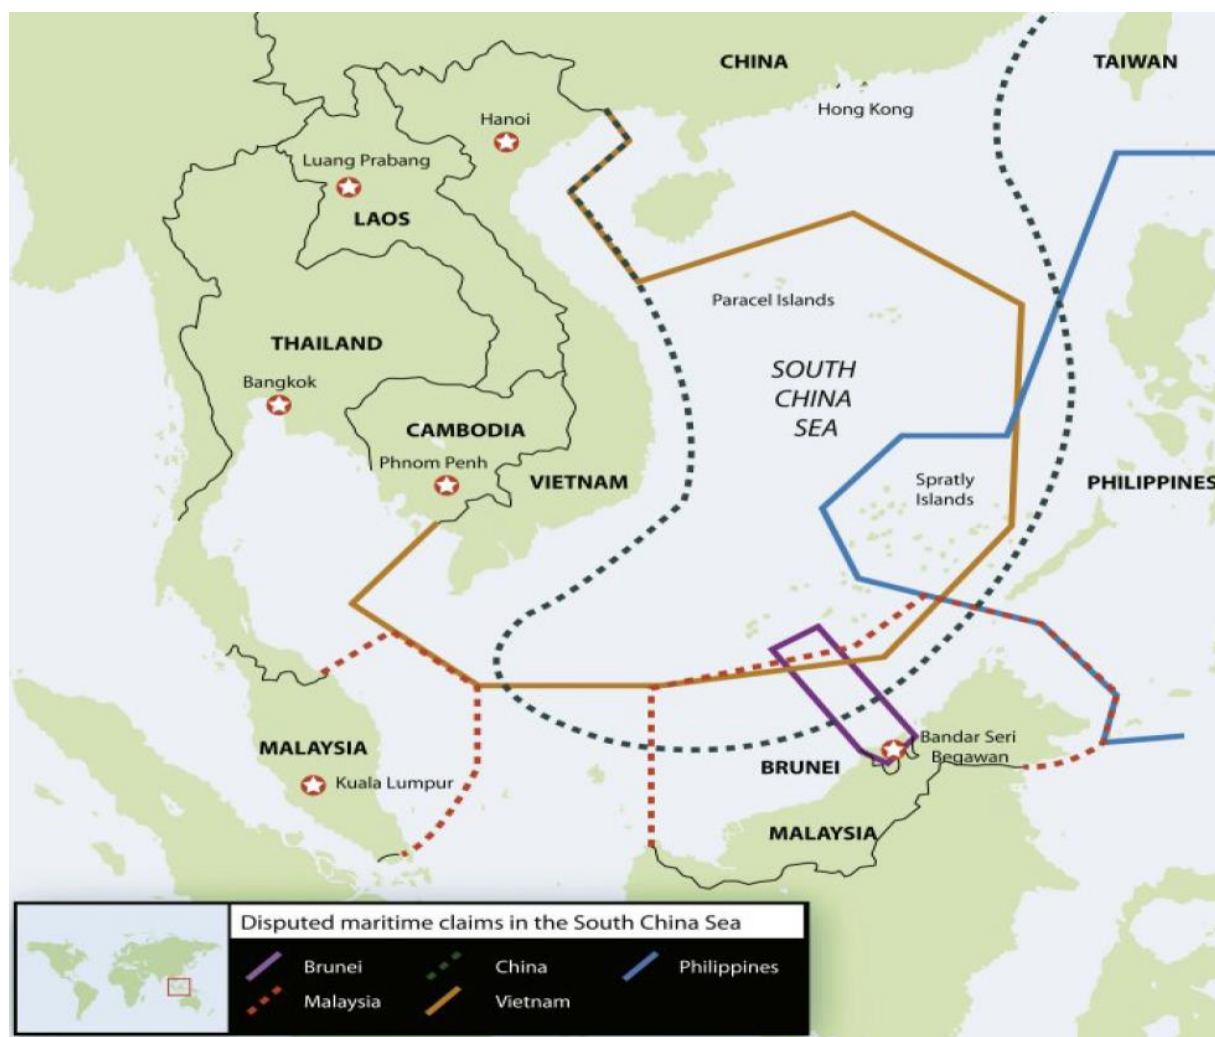 CHINA
TAIWAN
Hong Kong
Hanoi
Luang Prabang
LAOS
Paracel Islands
THAILAND
SOUTH
CHINA
SEA
Bangkok
CAMBODIA
Phnom Penh
VIETNAM
Spratly
Islands
PHILIPPINES
MALAYSIA
Kuala Lumpur
BRUNEI
Bandar Seri
Begawan
MALAYSIA
Disputed maritime claims in the South China Sea
Brunei
China
Philippines
Malaysia
Vietnam